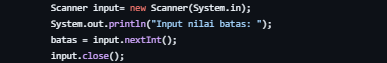 Scanner input= new Scanner(System.in);
System.out.println("Input nilai batas: ");
batas = input.nextInt();
input.close();